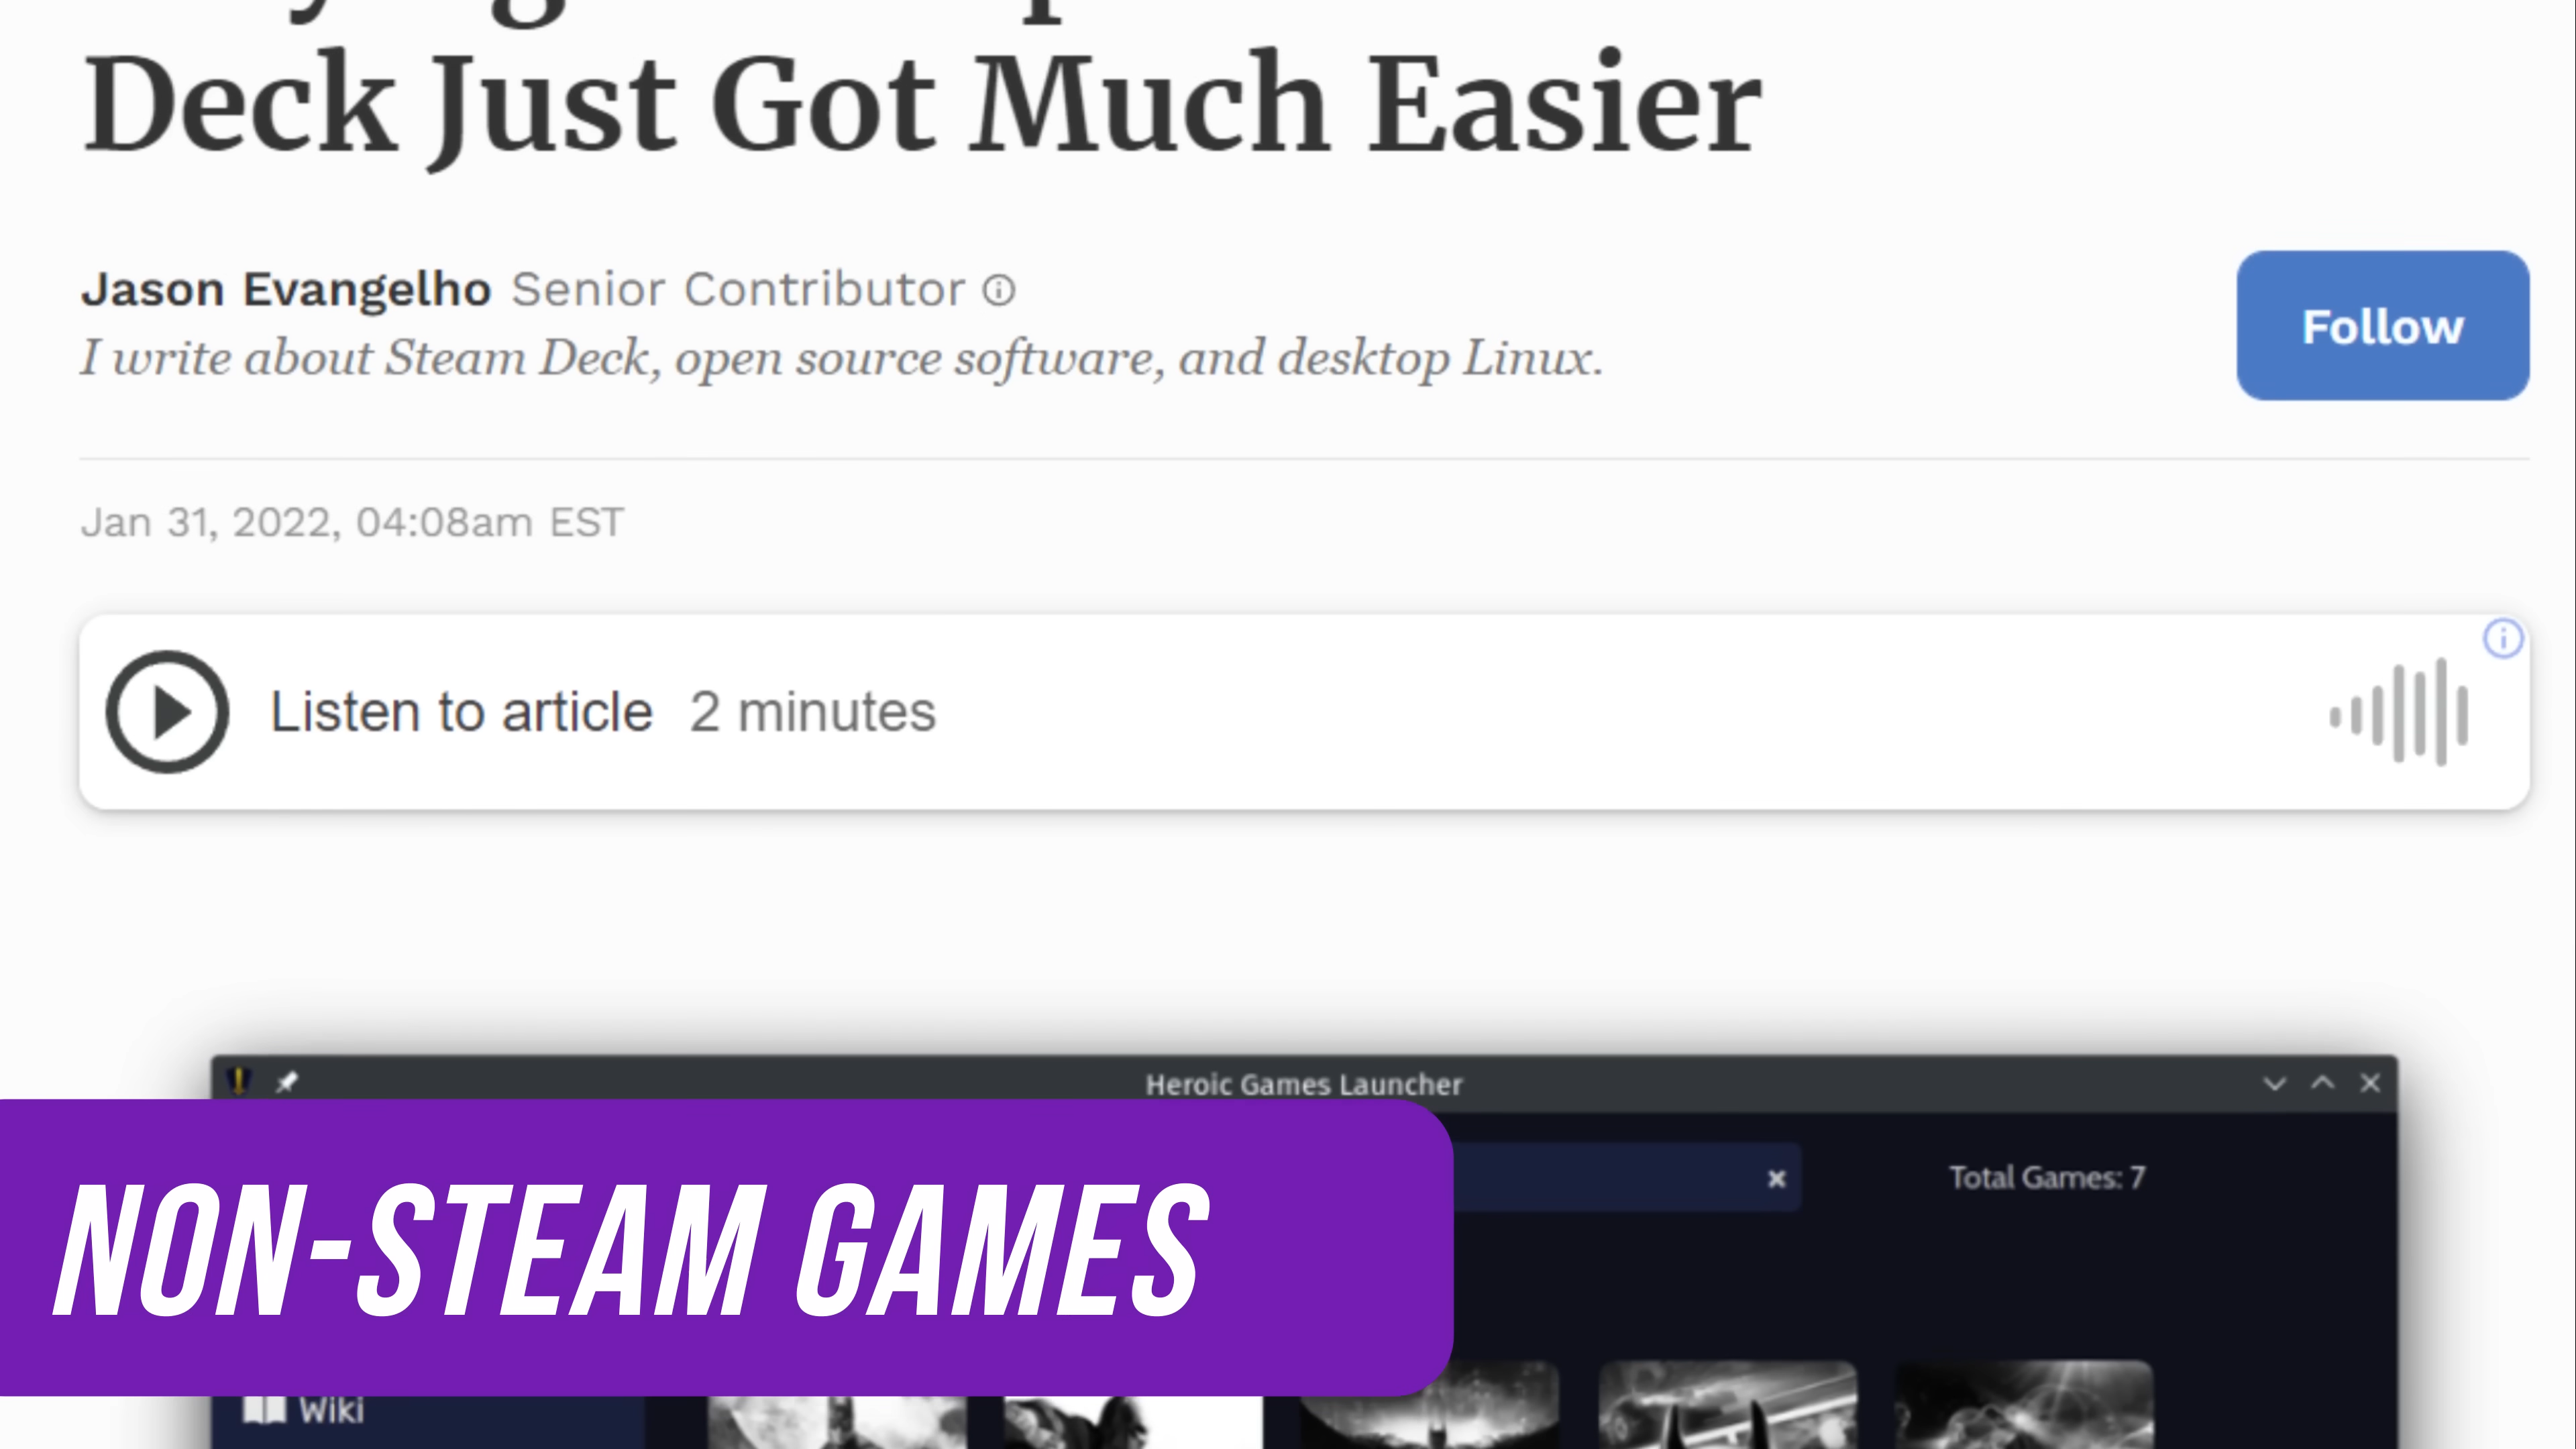 Deck Just Got Much Easier
Jason Evangelho Senior Contributor
I write about Steam Deck, open source software, and desktop Linux.
Follow
Jan 31, 2022, 04:08am EST
Listen to article 2 minutes
Heroic Games Launcher
Total Games: 7
NON-STEAM GAMES
Wiki